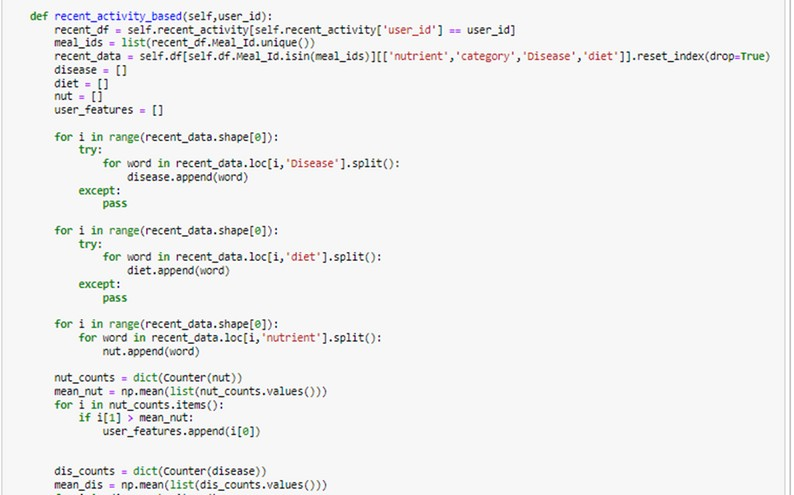 def recent_activity_based(self,user_id):
recent_df = self.recent_activity[self.recent_activity['user_id'] == user_id]
meal_ids = list(recent_df.Meal_Id.unique())
recent_data = self.df[self.df.Meal_Id.isin(meal_ids)][['nutrient','category','Disease','diet']].reset_index(drop=True)
disease = []
diet = []
nut = []
user_features = []
for i in range(recent_data.shape[0]):
try:
for word in recent_data.loc[i,'Disease'].split():
disease.append(word)
except:
pass
for i in range(recent_data.shape[0]):
try:
for word in recent_data.loc[i,'diet'].split():
diet.append(word)
except:
pass
for i in range(recent_data.shape[0]):
for word in recent_data.loc[i,'nutrient'].split():
nut.append(word)
nut_counts = dict(Counter(nut))
mean_nut = np.mean(list(nut_counts.values()))
for i in nut_counts.items():
if i[1] > mean_nut:
user_features.append(i[0])
dis_counts = dict(Counter(disease))
mean_dis = np.mean(list(dis_counts.values()))